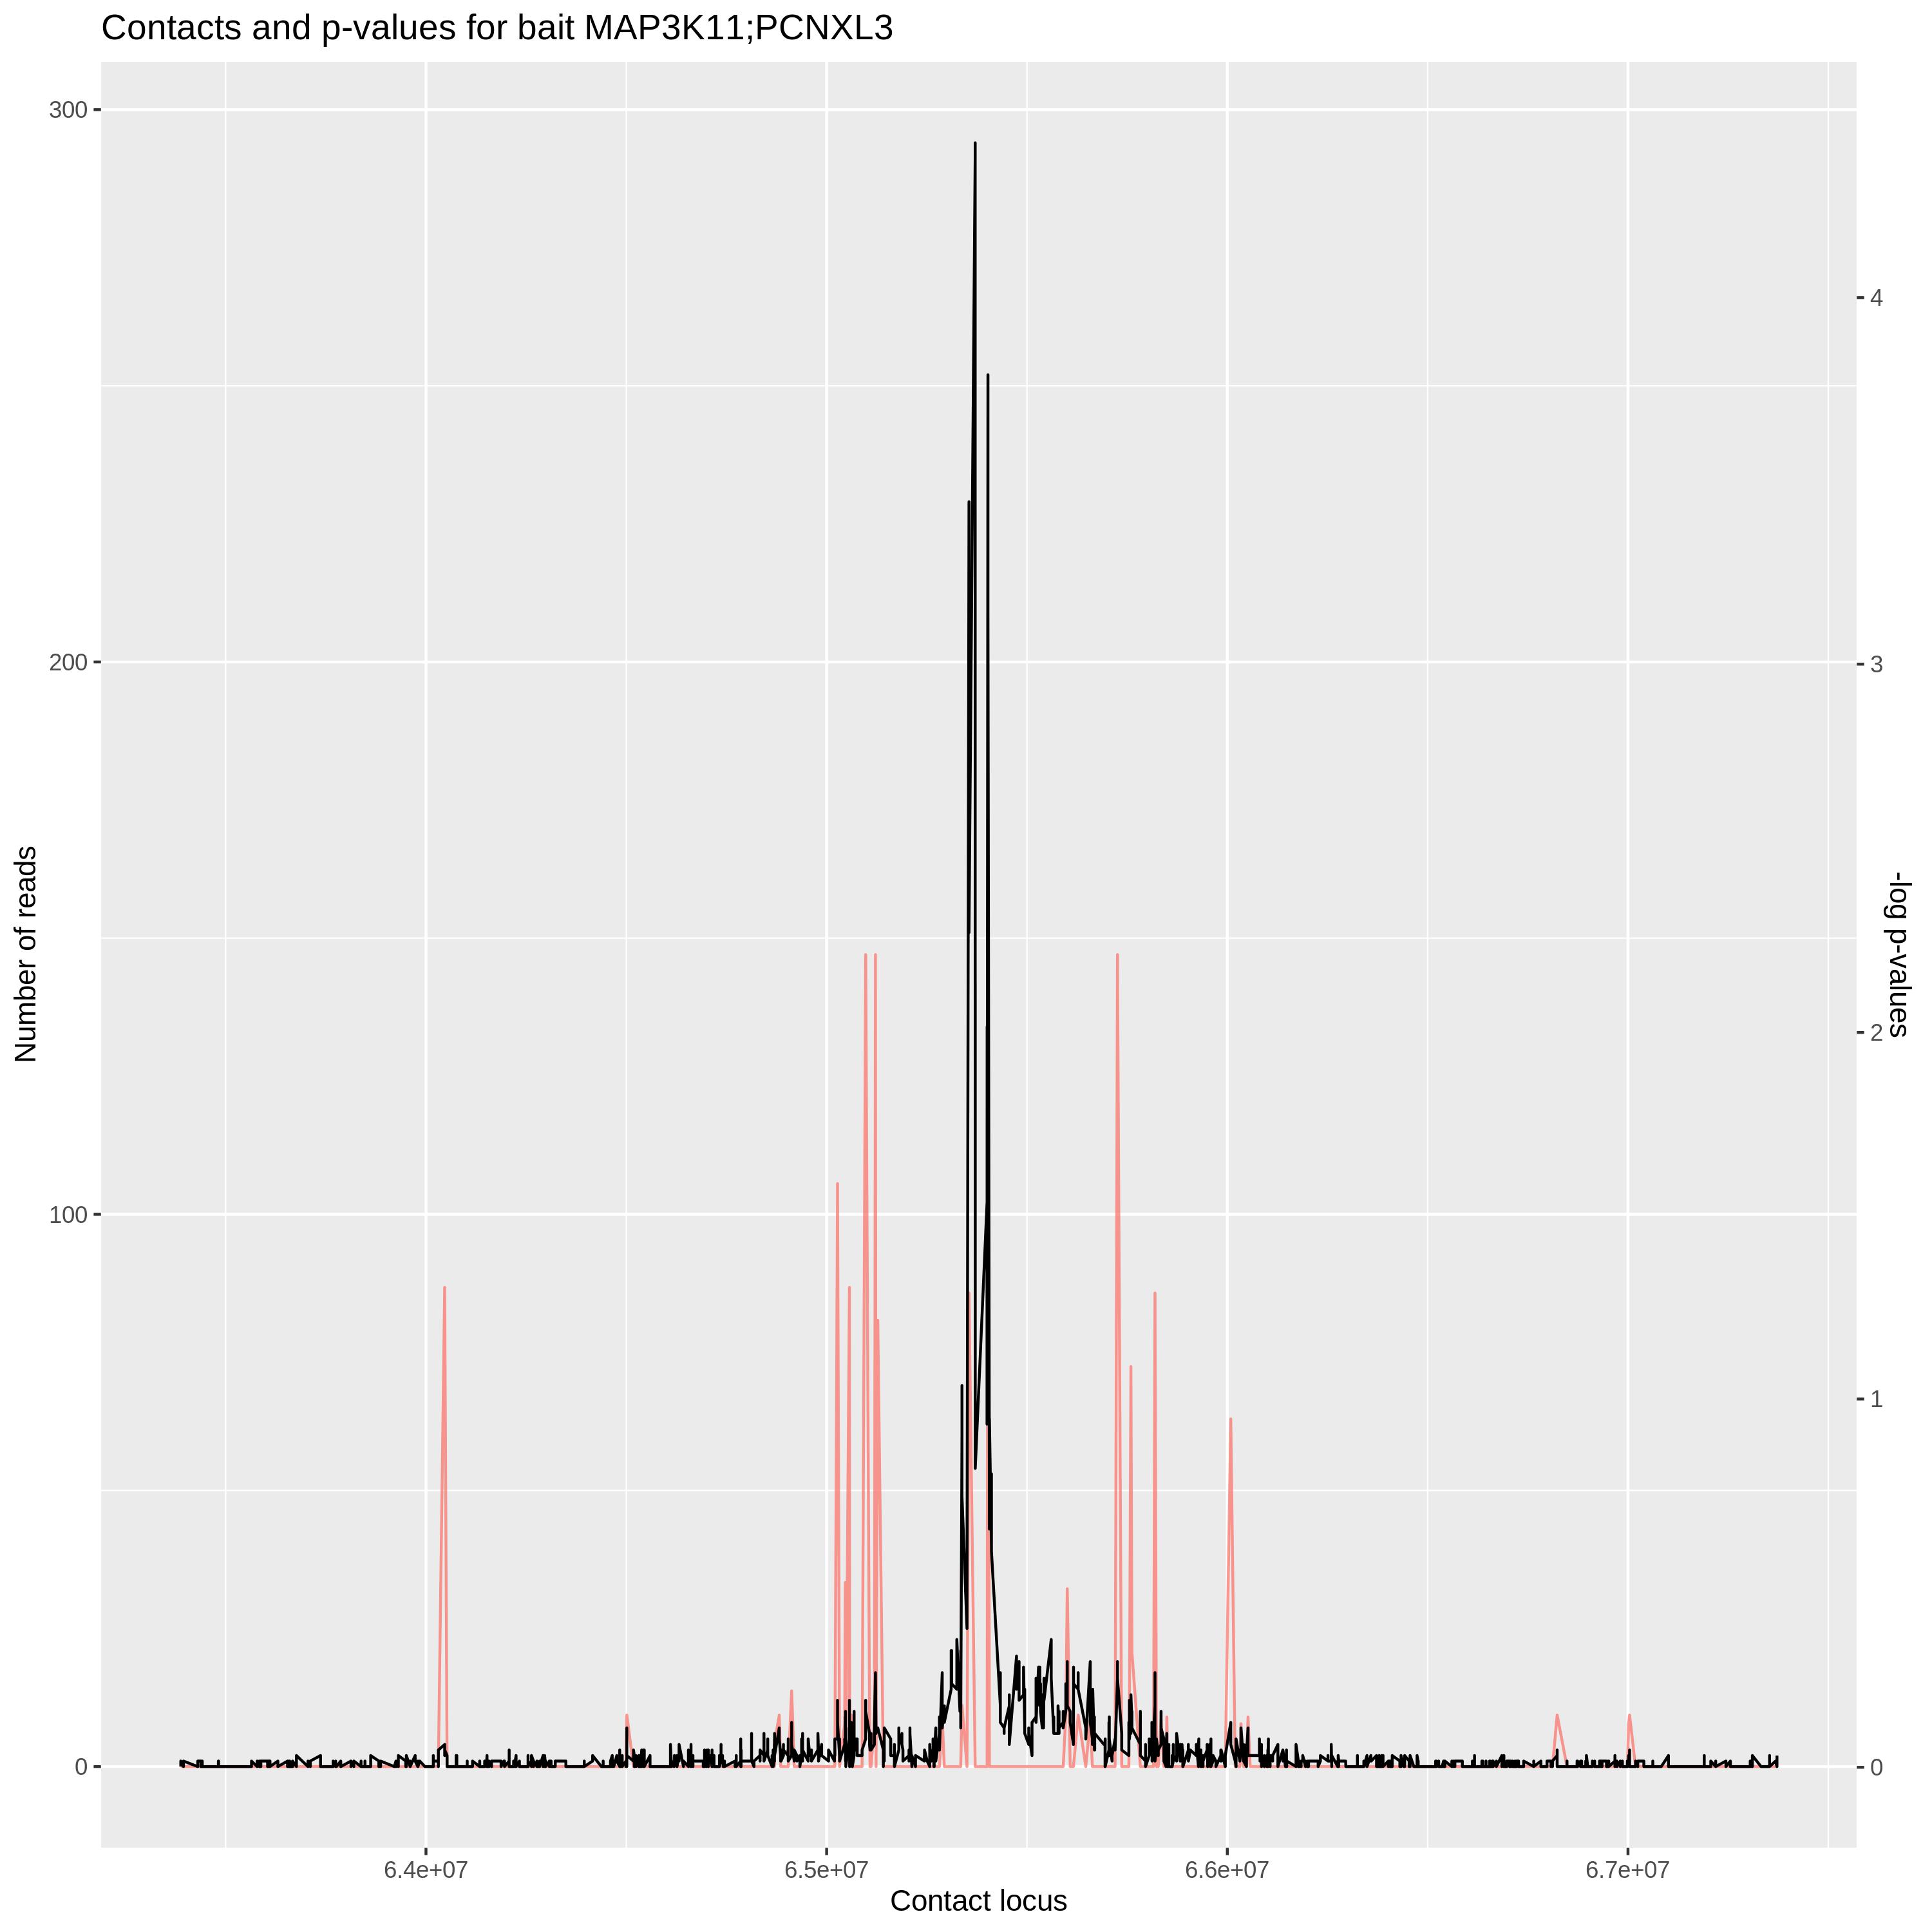 Contacts and p-values for bait MAP3K11;PCNXL3
300
200
100
0
Number of reads
4
3
2
1
0
-log p-values
6.4e+07
6.5e+07
6.6e+07
6.7e+07
Contact locus